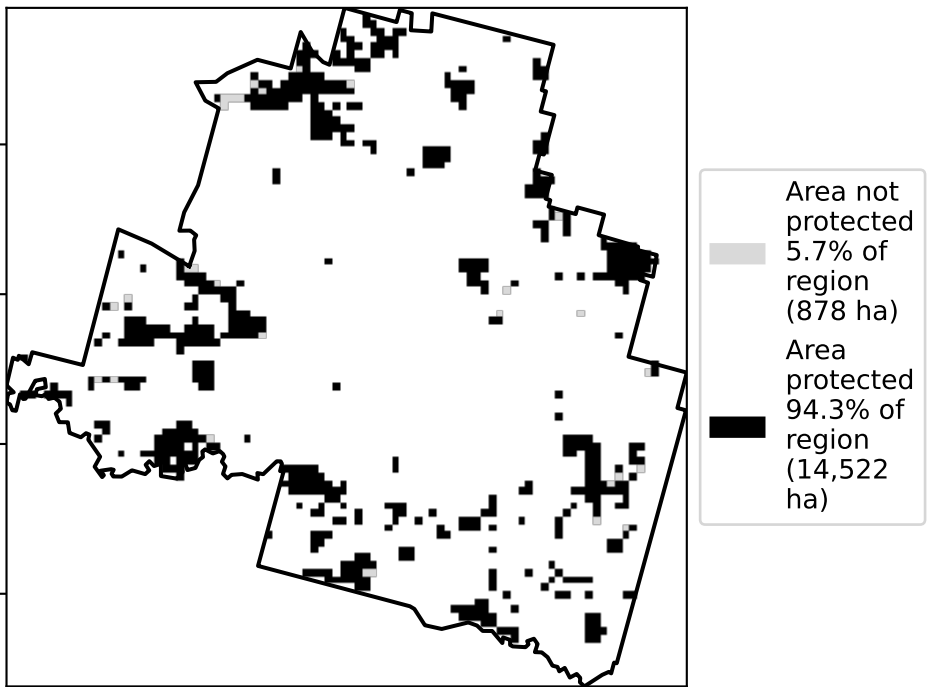 Area not
protected
5.7% of
region
(878 ha)
Area
protected
94.3% of
region
(14,522
ha)